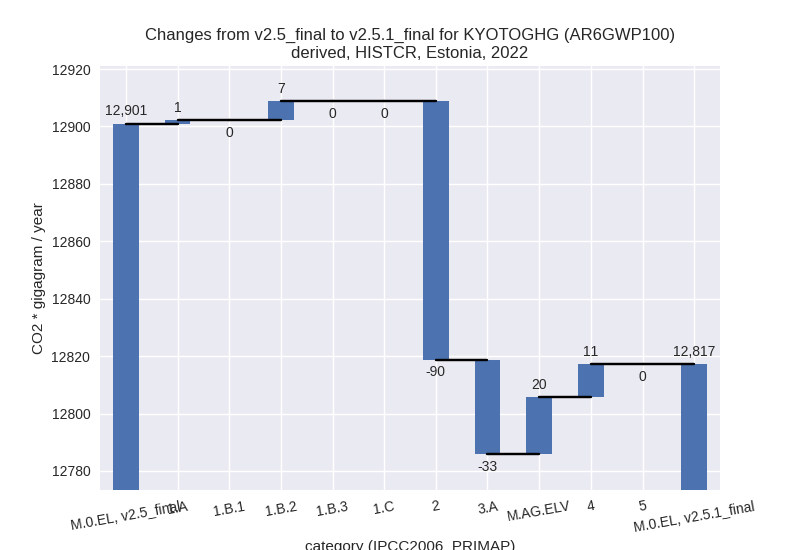 Changes from v2.5_final to v2.5.1_final for KYOTOGHG (AR6GWP100)
derived, HISTCR, Estonia, 2022
CO2 * gigagram / year
12920
12900
12880
12860
12840
12820
12800
12780
12,901
1
0
7
0
0
-90
-33
20
11
0
12,817
M.0.EL, v2.5_final
1.A
1.B.1
1.B.2
1.B.3
1.C
2
3.A
M.AG.ELV
4
5
M.0.EL, v2.5.1_final
category (IPCC2006_PRIMAP)